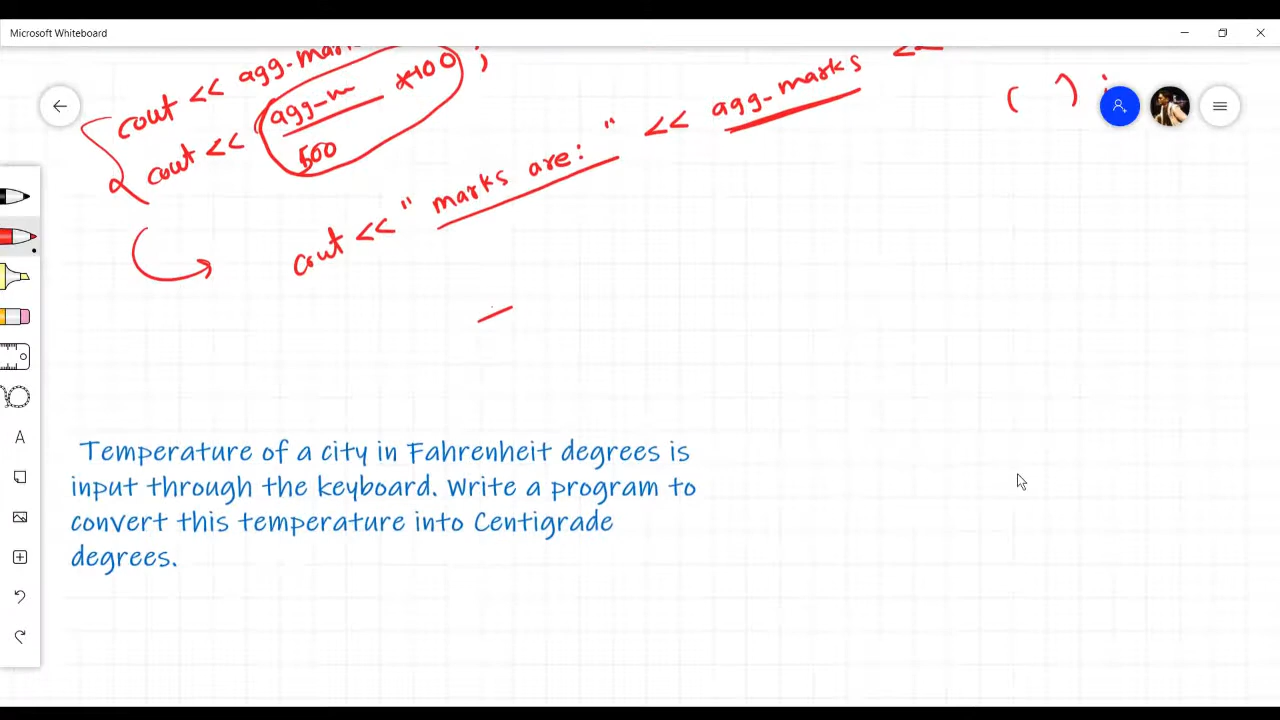 Microsoft Whiteboard
cout << agg-mar
cout << agg-m *100 ;
500
cout << " marks are: " << agg-marks <<
( ) ;
Temperature of a city in Fahrenheit degrees is
input through the keyboard. Write a program to
convert this temperature into Centigrade
degrees.
A